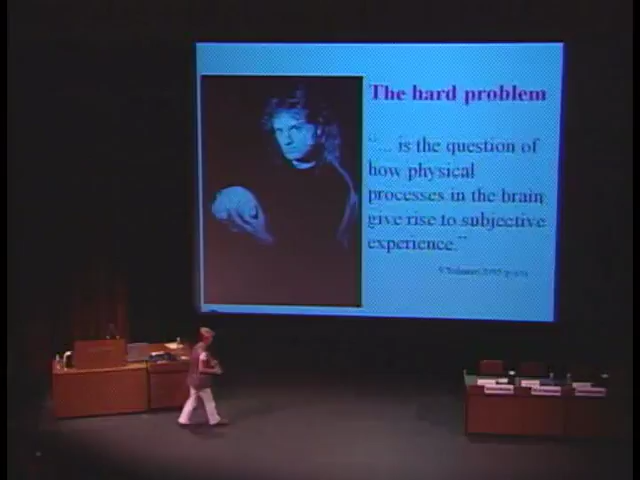 The hard problem
"... is the question of
how physical
processes in the brain
give rise to subjective
experience."